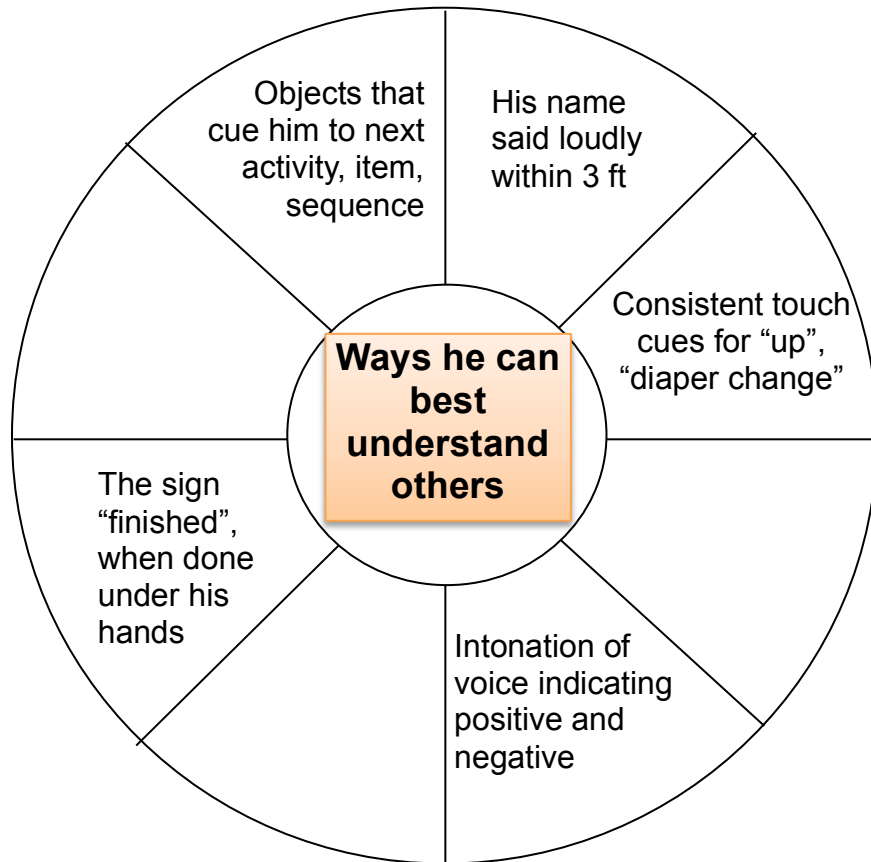 Objects that
cue him to next
activity, item,
sequence
His name
said loudly
within 3 ft
Consistent touch
cues for “up”,
“diaper change”
Ways he can
best
understand
others
The sign
“finished”,
when done
under his
hands
Intonation of
voice indicating
positive and
negative